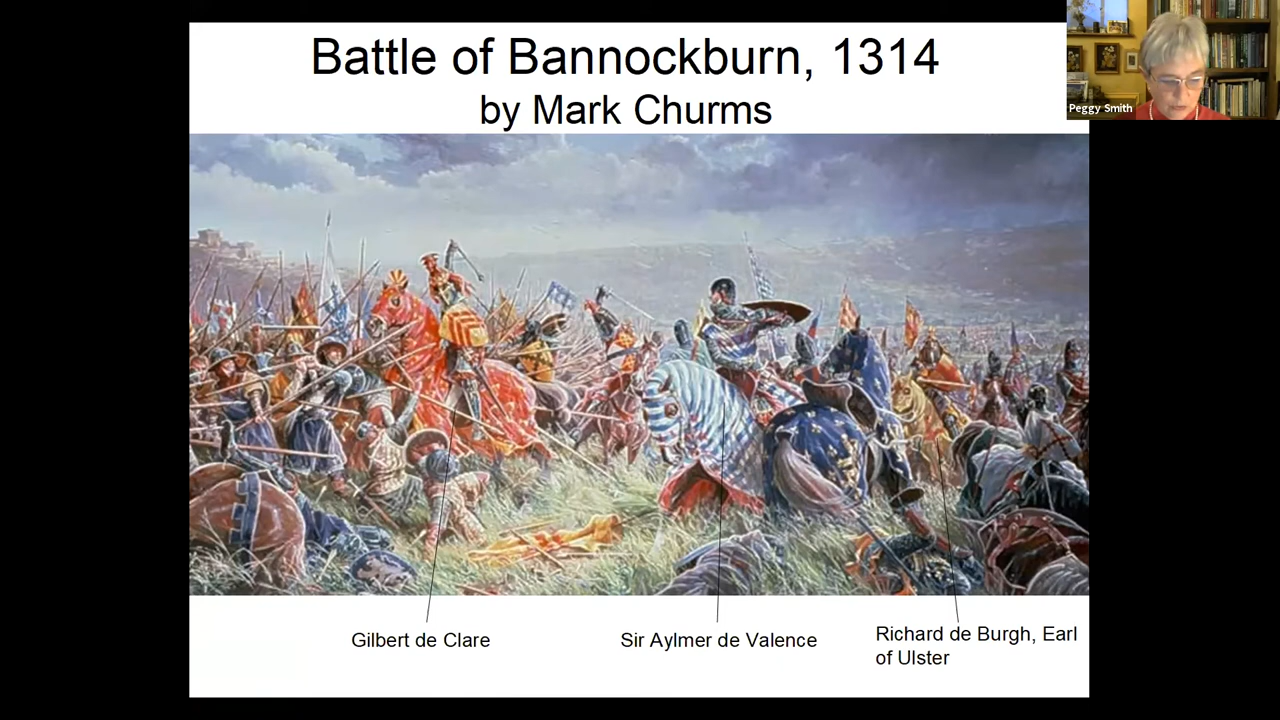 Battle of Bannockburn, 1314
by Mark Churms
Peggy Smith
Gilbert de Clare
Sir Aylmer de Valence
Richard de Burgh, Earl
of Ulster